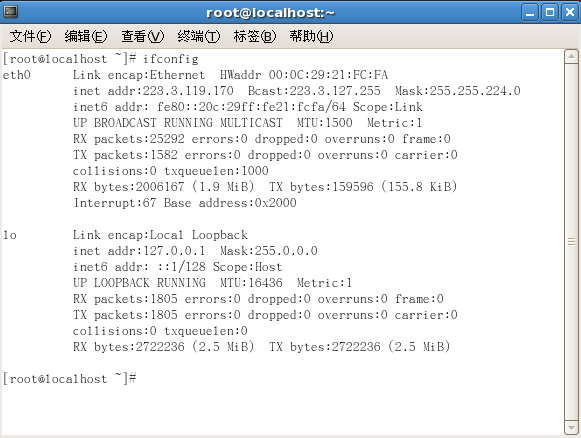 root@localhost:~
文件(F) 编辑(E) 查看(V) 终端(T) 标签(B) 帮助(H)
[root@localhost ~]# ifconfig
eth0      Link encap:Ethernet  HWaddr 00:0C:29:21:FC:FA
          inet addr:223.3.119.170  Bcast:223.3.127.255  Mask:255.255.224.0
          inet6 addr: fe80::20c:29ff:fe21:fcfa/64 Scope:Link
          UP BROADCAST RUNNING MULTICAST  MTU:1500  Metric:1
          RX packets:25292 errors:0 dropped:0 overruns:0 frame:0
          TX packets:1582 errors:0 dropped:0 overruns:0 carrier:0
          collisions:0 txqueuelen:1000
          RX bytes:2006167 (1.9 MiB)  TX bytes:159596 (155.8 KiB)
          Interrupt:67 Base address:0x2000
lo        Link encap:Local Loopback
          inet addr:127.0.0.1  Mask:255.0.0.0
          inet6 addr: ::1/128 Scope:Host
          UP LOOPBACK RUNNING  MTU:16436  Metric:1
          RX packets:1805 errors:0 dropped:0 overruns:0 frame:0
          TX packets:1805 errors:0 dropped:0 overruns:0 carrier:0
          collisions:0 txqueuelen:0
          RX bytes:2722236 (2.5 MiB)  TX bytes:2722236 (2.5 MiB)
[root@localhost ~]#